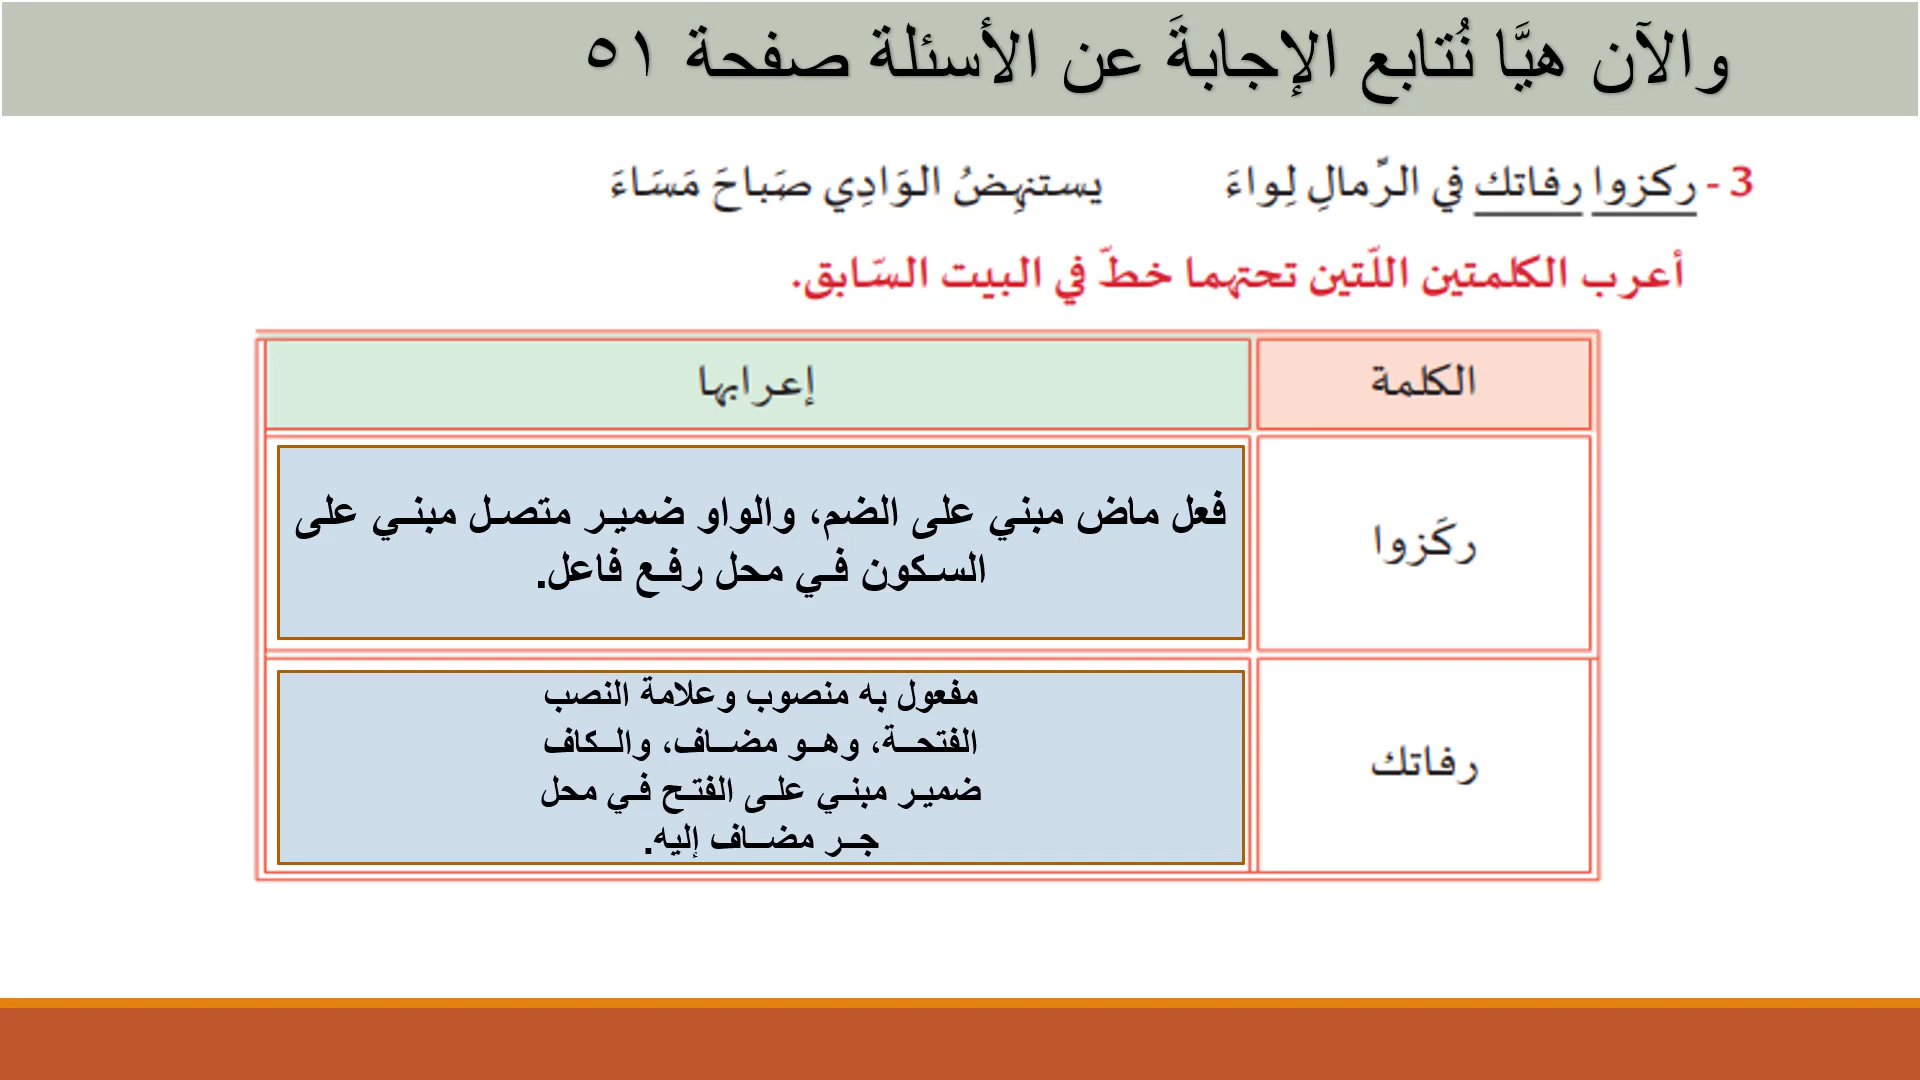 والآن هيَّا نُتابع الإجابةَ عن الأسئلة صفحة ٥١
3 - ركزوا رفاتك في الرِّمالِ لِواءَ يستنهِضُ الوَادِي صَباحَ مَسَاءَ
أعرب الكلمتين اللّتين تحتهما خطّ في البيت السّابق.
الكلمة إعرابها
ركَزوا
فعل ماض مبني على الضم، والواو ضمير متصل مبني على
السكون في محل رفع فاعل.
رفاتك
مفعول به منصوب وعلامة النصب
الفتحة، وهو مضاف، والكاف
ضمير مبني على الفتح في محل
جر مضاف إليه.